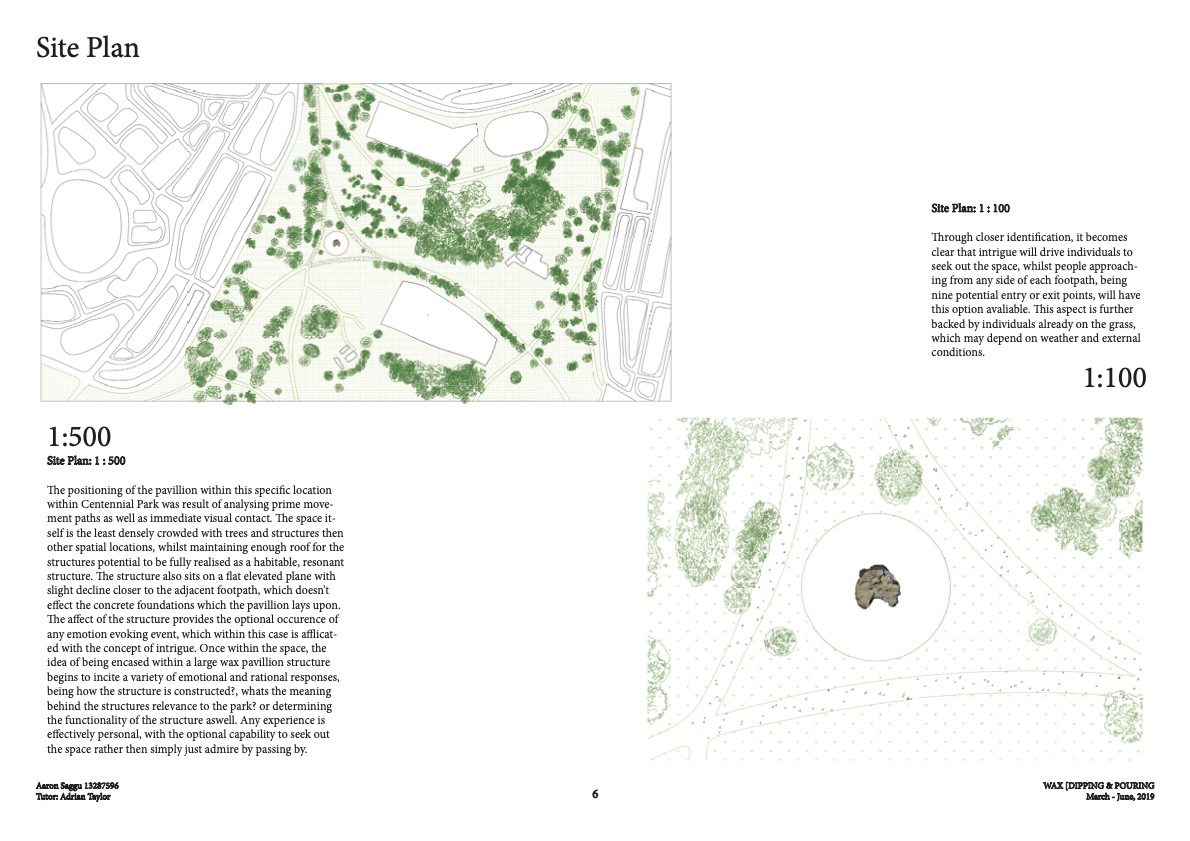 Site Plan
Site Plan: 1 : 100
Through closer identification, it becomes
clear that intrigue will drive individuals to
seek out the space, whilst people approach-
ing from any side of each footpath, being
nine potential entry or exit points, will have
this option avaliable. This aspect is further
backed by individuals already on the grass,
which may depend on weather and external
conditions.
1:100
1:500
Site Plan: 1 : 500
The positioning of the pavillion within this specific location
within Centennial Park was result of analysing prime move-
ment paths as well as immediate visual contact. The space it-
self is the least densely crowded with trees and structures then
other spatial locations, whilst maintaining enough roof for the
structures potential to be fully realised as a habitable, resonant
structure. The structure also sits on a flat elevated plane with
slight decline closer to the adjacent footpath, which doesn't
effect the concrete foundations which the pavillion lays upon.
The affect of the structure provides the optional occurence of
any emotion evoking event, which within this case is afflicat-
ed with the concept of intrigue. Once within the space, the
idea of being encased within a large wax pavillion structure
begins to incite a variety of emotional and rational responses,
being how the structure is constructed?, whats the meaning
behind the structures relevance to the park? or determining
the functionality of the structure aswell. Any experience is
effectively personal, with the optional capability to seek out
the space rather then simply just admire by passing by.
Aaron Saggu 13287596
Tutor: Adrian Taylor
6
WAX [DIPPING & POURING
March - June, 2019